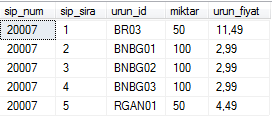 sip_num sip_sira urun_id miktar urun_fiyat
20007 1 BR03 50 11,49
20007 2 BNBG01 100 2,99
20007 3 BNBG02 100 2,99
20007 4 BNBG03 100 2,99
20007 5 RGAN01 50 4,49